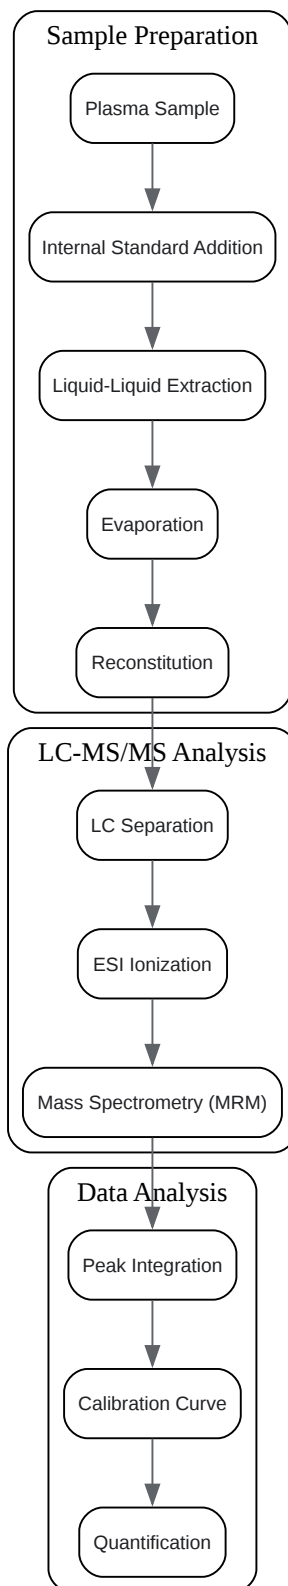 Sample Preparation
Plasma Sample
Internal Standard Addition
Liquid-Liquid Extraction
Evaporation
Reconstitution
LC-MS/MS Analysis
LC Separation
ESI Ionization
Mass Spectrometry (MRM)
Data Analysis
Peak Integration
Calibration Curve
Quantification